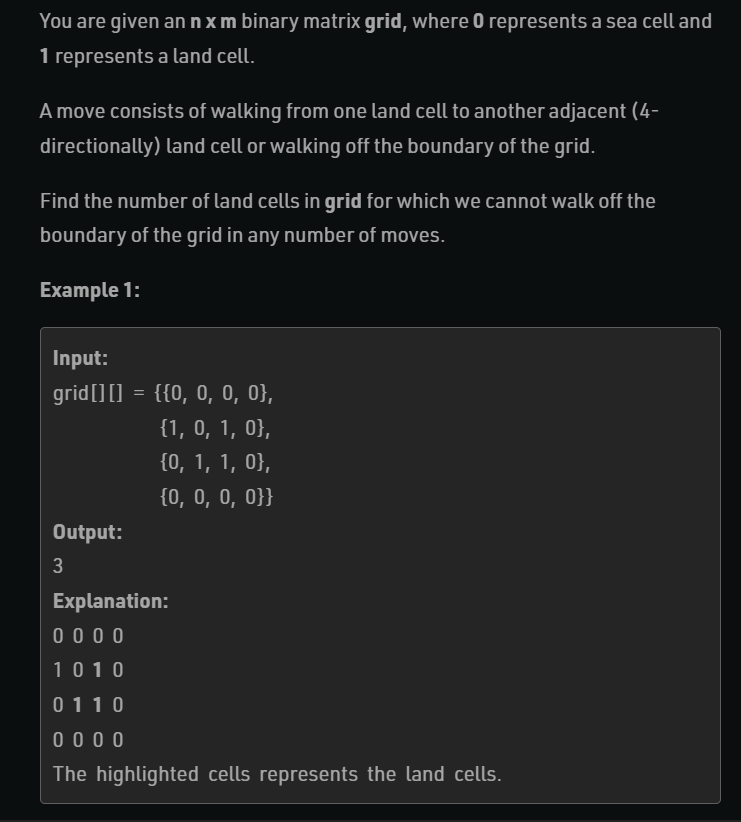 You are given an n x m binary matrix grid, where 0 represents a sea cell and
1 represents a land cell.
A move consists of walking from one land cell to another adjacent (4-
directionally) land cell or walking off the boundary of the grid.
Find the number of land cells in grid for which we cannot walk off the
boundary of the grid in any number of moves.
Example 1:
Input:
grid[][] = {{0, 0, 0, 0},
{1, 0, 1, 0},
{0, 1, 1, 0},
{0, 0, 0, 0}}
Output:
3
Explanation:
0 0 0 0
1 0 1 0
0 1 1 0
0 0 0 0
The highlighted cells represents the land cells.